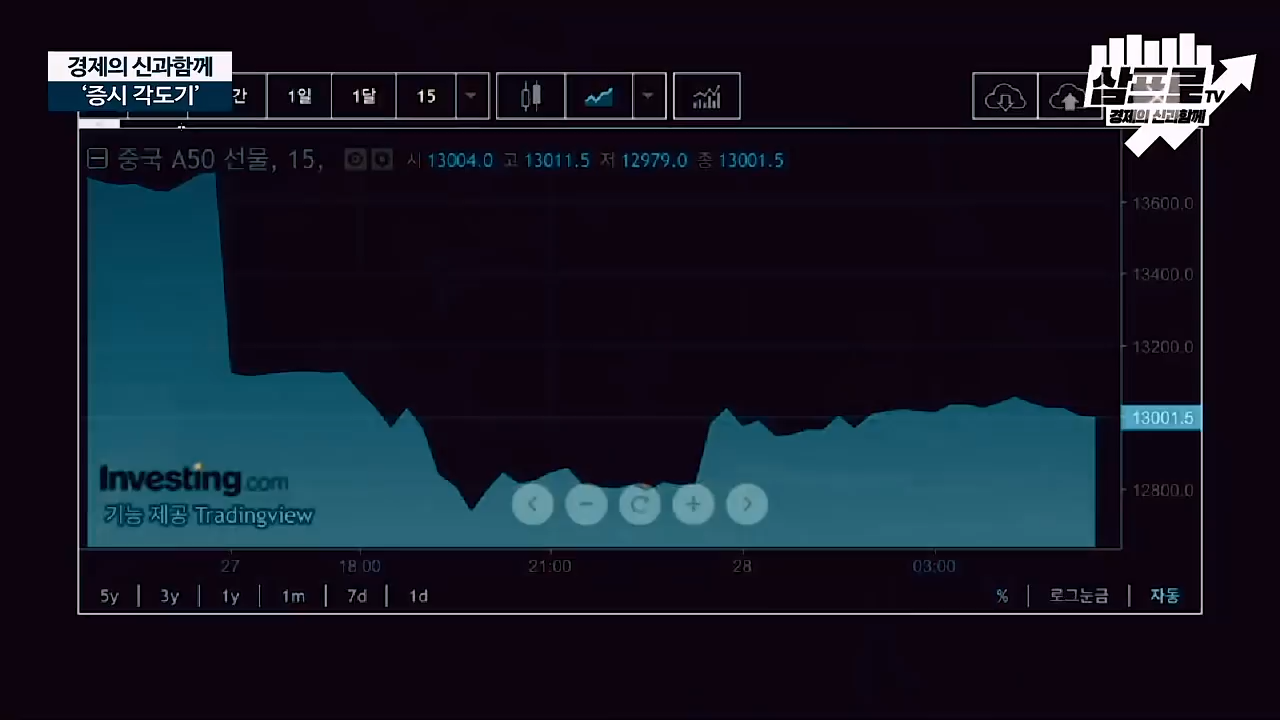 경제의 신과함께
'증시 각도기'
간 1일 1달 15
삼프로TV
경제의 신과함께
중국 A50 선물, 15, 시 13004.0 고 13011.5 저 12979.0 종 13001.5
13600.0
13400.0
13200.0
13001.5
12800.0
Investing.com
기능 제공 Tradingview
27 18:00 21:00 28 03:00
5y 3y 1y 1m 7d 1d % 로그눈금 자동